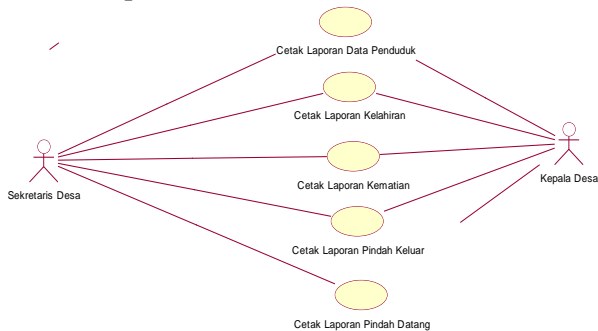 Cetak Laporan Data Penduduk
Cetak Laporan Kelahiran
Cetak Laporan Kematian
Sekretaris Desa
Kepala Desa
Cetak Laporan Pindah Keluar
Cetak Laporan Pindah Datang